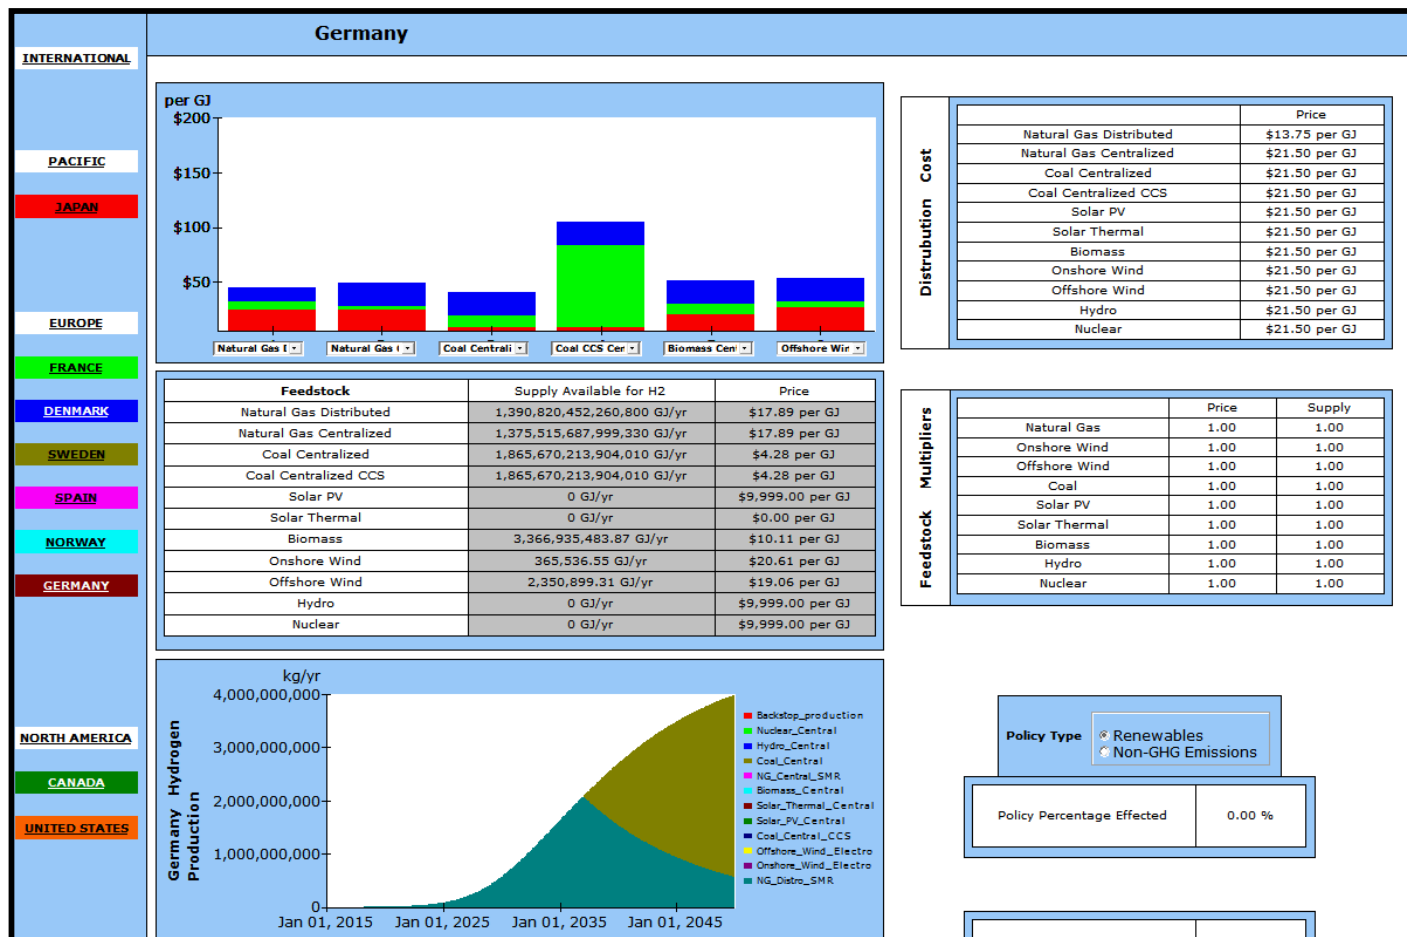 Germany
INTERNATIONAL
PACIFIC
JAPAN
EUROPE
FRANCE
DENMARK
SWEDEN
SPAIN
NORWAY
GERMANY
NORTH AMERICA
CANADA
UNITED STATES
per GJ
$200
$150
$100
$50
Natural Gas Coal Centrali Coal CCS Cer Biomass Offshore
Feedstock Supply Available for H2 Price
Natural Gas Distributed 1,390,820,452,260,800 GJ/yr $17.89 per GJ
Natural Gas Centralized 1,375,515,687,999,330 GJ/yr $17.89 per GJ
Coal Centralized 1,865,670,213,904,010 GJ/yr $4.28 per GJ
Coal Centralized CCS 1,865,670,213,904,010 GJ/yr $4.28 per GJ
Solar PV 0 GJ/yr $9,999.00 per GJ
Solar Thermal 0 GJ/yr $0.00 per GJ
Biomass 3,366,935,483.87 GJ/yr $10.11 per GJ
Onshore Wind 365,536.55 GJ/yr $20.61 per GJ
Offshore Wind 2,350,899.31 GJ/yr $19.06 per GJ
Hydro 0 GJ/yr $9,999.00 per GJ
Nuclear 0 GJ/yr $9,999.00 per GJ
kg/yr
4,000,000,000
3,000,000,000
2,000,000,000
1,000,000,000
0
Germany Hydrogen
Production
Jan 01, 2015 Jan 01, 2025 Jan 01, 2035 Jan 01, 2045
Backstop_production
Nuclear_Central
Hydro_Central
Coal_Central
NG_Central_SMR
Biomass_Central
Solar_Thermal_Central
Solar_PV_Central
Coal_Central_CCS
Offshore_Wind_Electro
Onshore_Wind_Electro
NG_Distro_SMR
Distrubution Cost
Price
Natural Gas Distributed $13.75 per GJ
Natural Gas Centralized $21.50 per GJ
Coal Centralized $21.50 per GJ
Coal Centralized CCS $21.50 per GJ
Solar PV $21.50 per GJ
Solar Thermal $21.50 per GJ
Biomass $21.50 per GJ
Onshore Wind $21.50 per GJ
Offshore Wind $21.50 per GJ
Hydro $21.50 per GJ
Nuclear $21.50 per GJ
Feedstock Multipliers
Price Supply
Natural Gas 1.00 1.00
Onshore Wind 1.00 1.00
Offshore Wind 1.00 1.00
Coal 1.00 1.00
Solar PV 1.00 1.00
Solar Thermal 1.00 1.00
Biomass 1.00 1.00
Hydro 1.00 1.00
Nuclear 1.00 1.00
Policy Type
Renewables
Non-GHG Emissions
Policy Percentage Effected 0.00 %